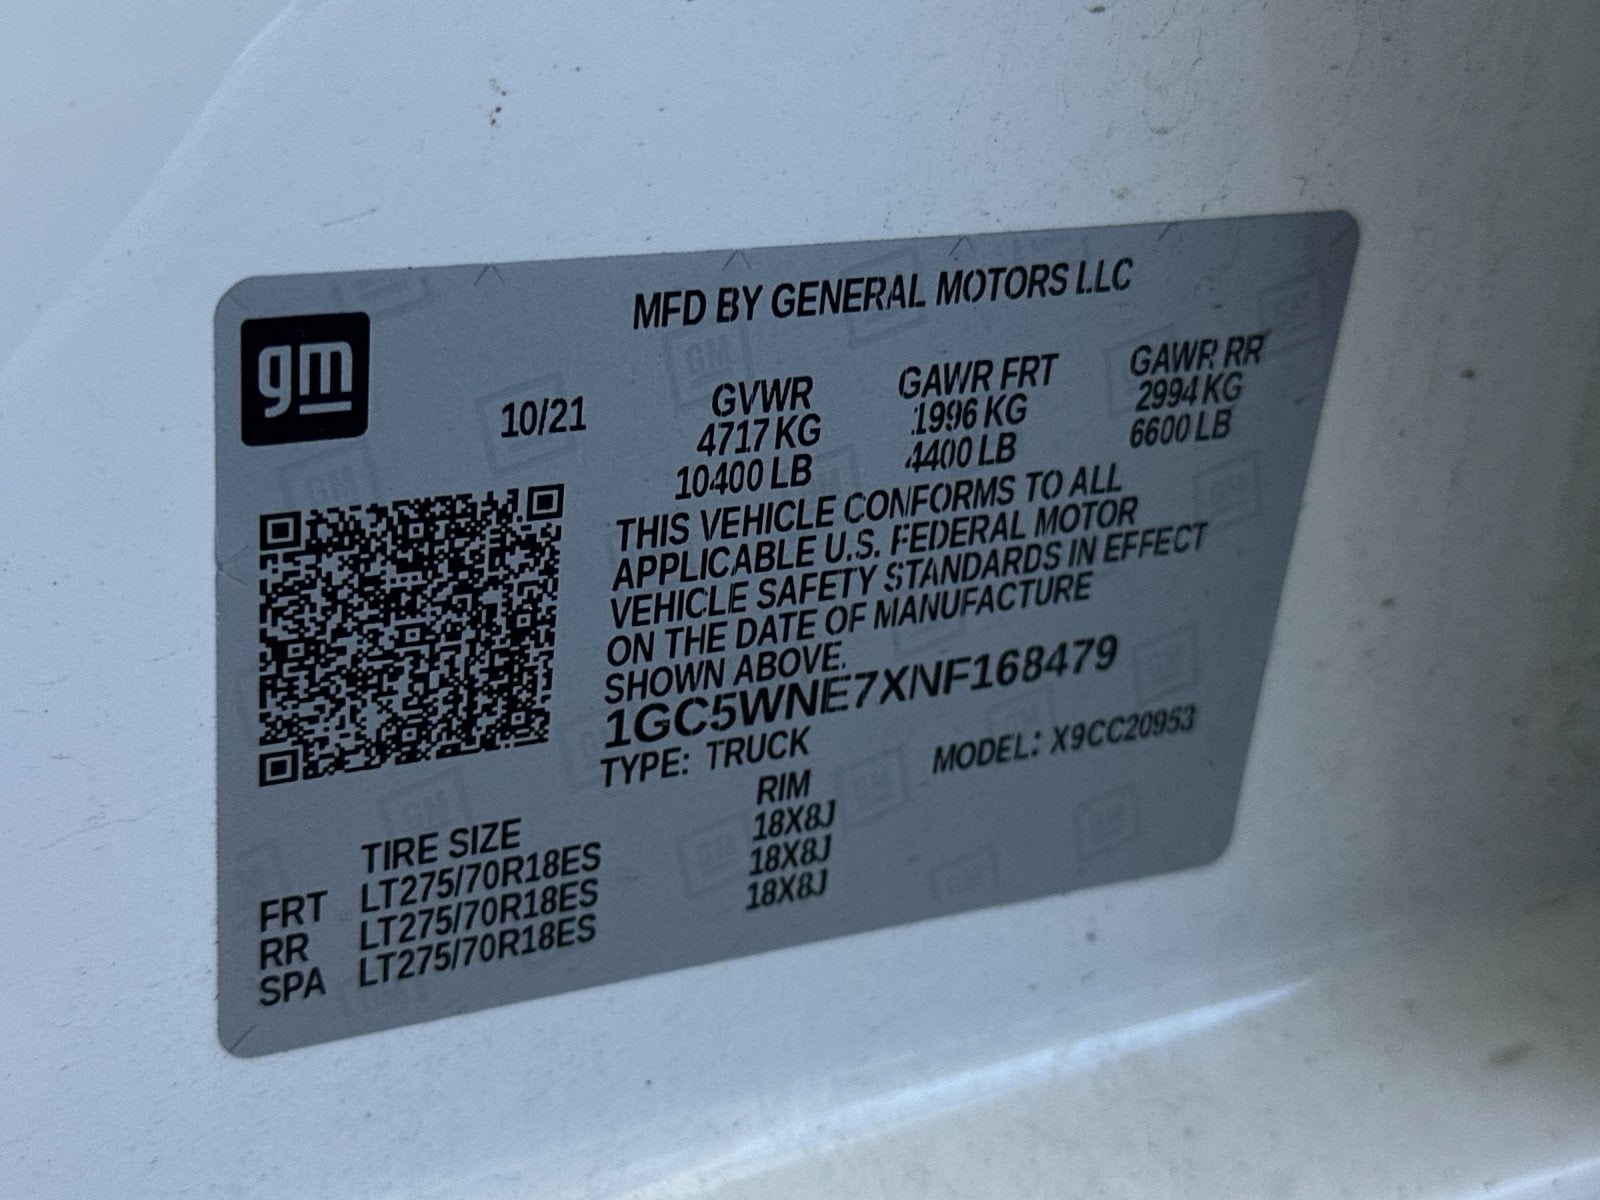 gm
MFD BY GENERAL MOTORS LLC
10/21
GVWR GAWR FRT GAWR RR
4717 KG 1996 KG 2994 KG
10400 LB 4400 LB 6600 LB
THIS VEHICLE CONFORMS TO ALL
APPLICABLE U.S. FEDERAL MOTOR
VEHICLE SAFETY STANDARDS IN EFFECT
ON THE DATE OF MANUFACTURE
SHOWN ABOVE.
1GC5WNE7XNF168479
TYPE: TRUCK MODEL: X9CC20953
TIRE SIZE RIM
FRT LT275/70R18ES 18X8J
RR LT275/70R18ES 18X8J
SPA LT275/70R18ES 18X8J